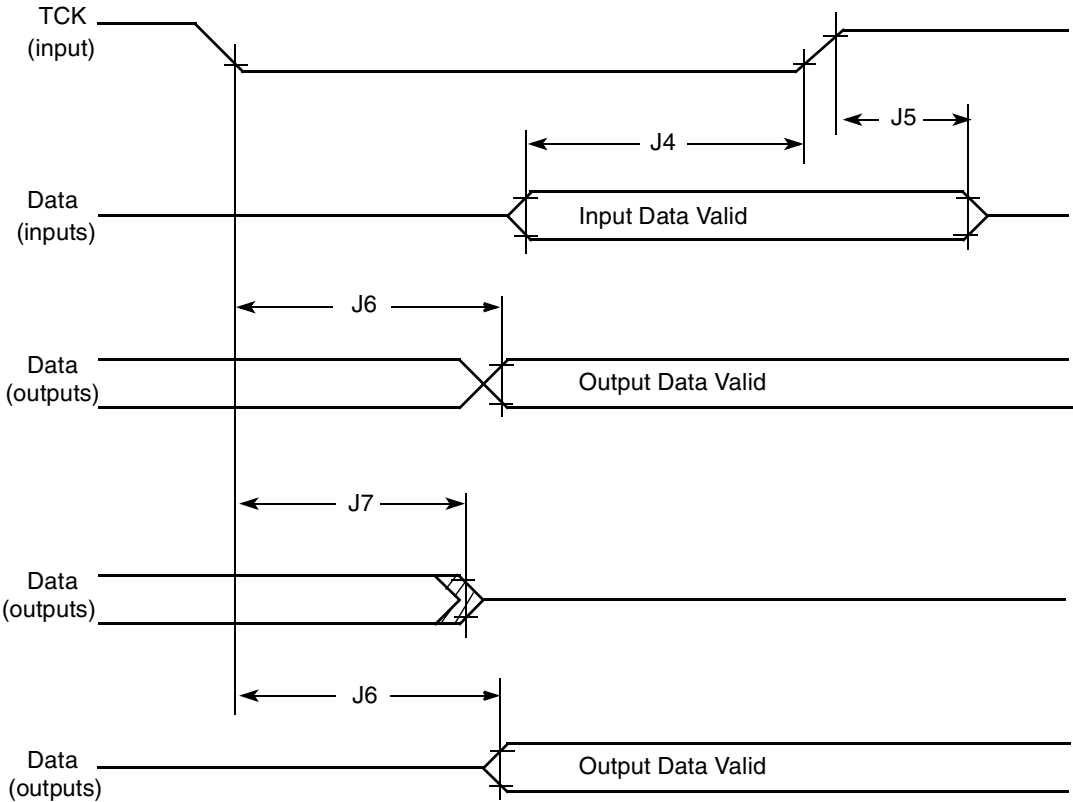 TCK
(input)
J5
J4
Data
(inputs)
Input Data Valid
J6
Data
(outputs)
Output Data Valid
J7
Data
(outputs)
J6
Data
(outputs)
Output Data Valid